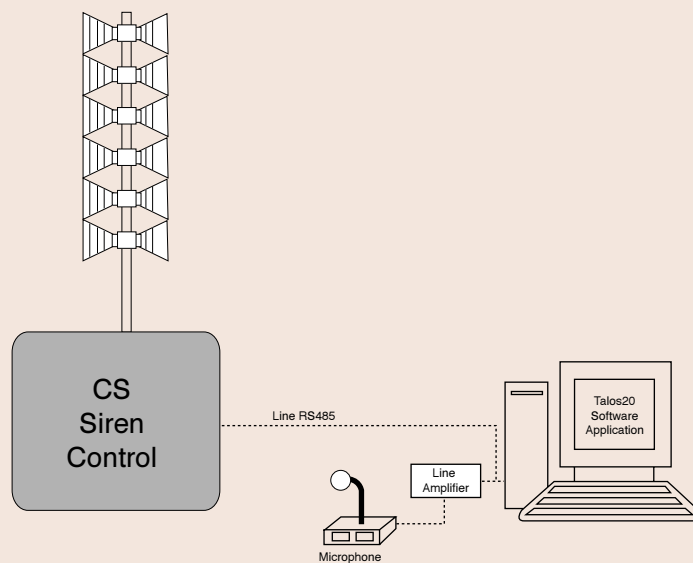 CS
Siren
Control
Line RS485
Talos20
Software
Application
Line
Amplifier
Microphone